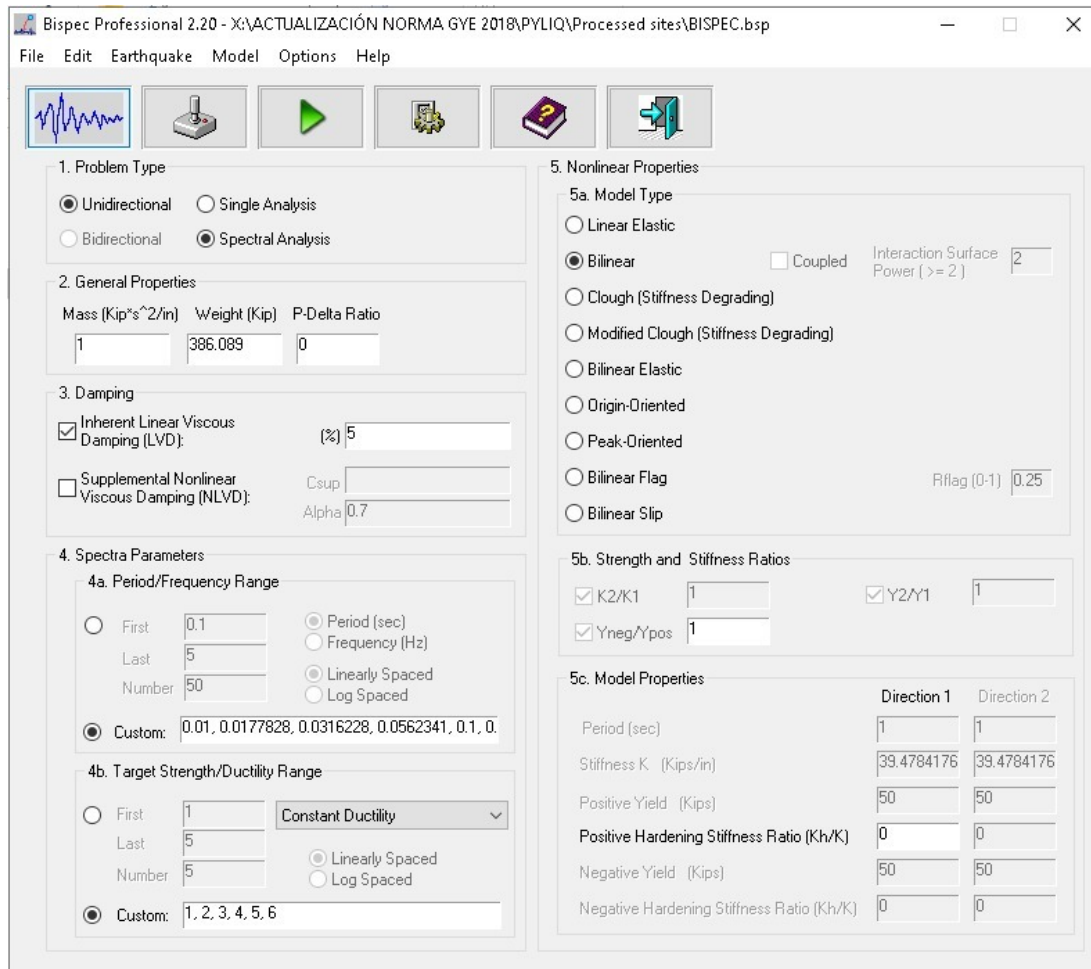 Bispec Professional 2.20 - X:\ACTUALIZACIÓN NORMA GYE 2018\PYLIQ\Processed sites\BISPEC.bsp
File Edit Earthquake Model Options Help
1. Problem Type
Unidirectional Single Analysis
Bidirectional Spectral Analysis
2. General Properties
Mass (Kip*s^2/in) Weight (Kip) P-Delta Ratio
1 386.089 0
3. Damping
Inherent Linear Viscous
Damping (LVD): (%) 5
Supplemental Nonlinear
Viscous Damping (NLVD):
Csup
Alpha 0.7
4. Spectra Parameters
4a. Period/Frequency Range
First 0.1 Period (sec)
Frequency (Hz)
Last 5
Linearly Spaced
Number 50 Log Spaced
Custom: 0.01, 0.0177828, 0.0316228, 0.0562341, 0.1, 0.
4b. Target Strength/Ductility Range
First 1 Constant Ductility
Last 5
Linearly Spaced
Number 5 Log Spaced
Custom: 1, 2, 3, 4, 5, 6
5. Nonlinear Properties
5a. Model Type
Linear Elastic
Bilinear Coupled
Interaction Surface
Power ( >= 2 ) 2
Clough (Stiffness Degrading)
Modified Clough (Stiffness Degrading)
Bilinear Elastic
Origin-Oriented
Peak-Oriented
Bilinear Flag Rflag (0-1) 0.25
Bilinear Slip
5b. Strength and Stiffness Ratios
K2/K1 1 Y2/Y1 1
Yneg/Ypos 1
5c. Model Properties
Direction 1 Direction 2
Period (sec) 1 1
Stiffness K (Kips/in) 39.4784176 39.4784176
Positive Yield (Kips) 50 50
Positive Hardening Stiffness Ratio (Kh/K) 0 0
Negative Yield (Kips) 50 50
Negative Hardening Stiffness Ratio (Kh/K) 0 0